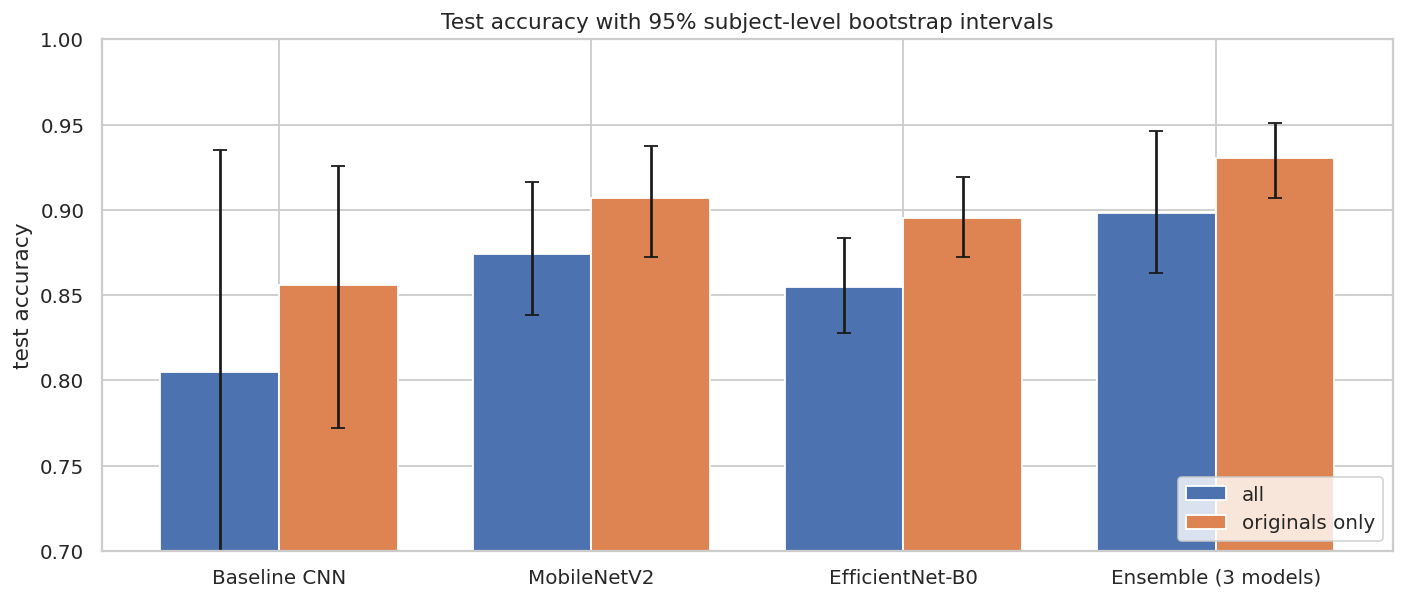 Test accuracy with 95% subject-level bootstrap intervals
1.00
0.95
0.90
0.85
0.80
0.75
0.70
test accuracy
all
originals only
Baseline CNN
MobileNetV2
EfficientNet-B0
Ensemble (3 models)